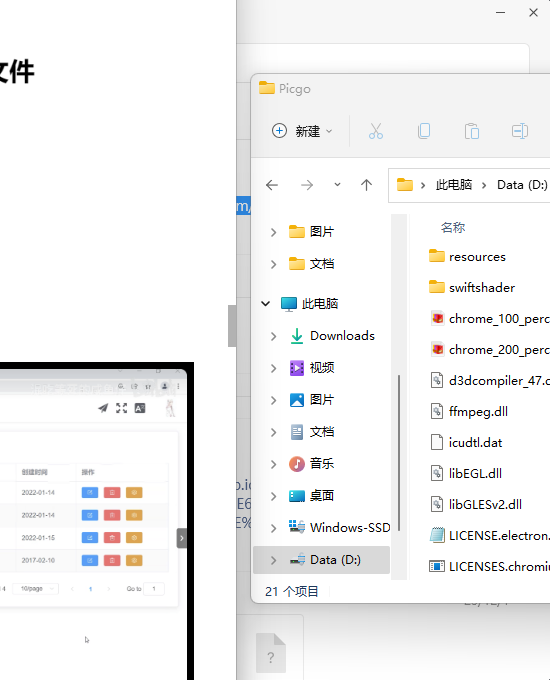 文件
Picgo
新建
此电脑
Data (D:)
m/
名称
图片
文档
此电脑
Downloads
视频
图片
文档
音乐
桌面
Windows-SSD
Data (D:)
resources
swiftshader
chrome_100_perc
chrome_200_perc
d3dcompiler_47.
ffmpeg.dll
icudtl.dat
libEGL.dll
libGLESv2.dll
LICENSE.electron.
LICENSES.chromi
21 个项目
创建时间
操作
2022-01-14
2022-01-14
2022-01-15
2017-02-10
10/page
1
Go to
1